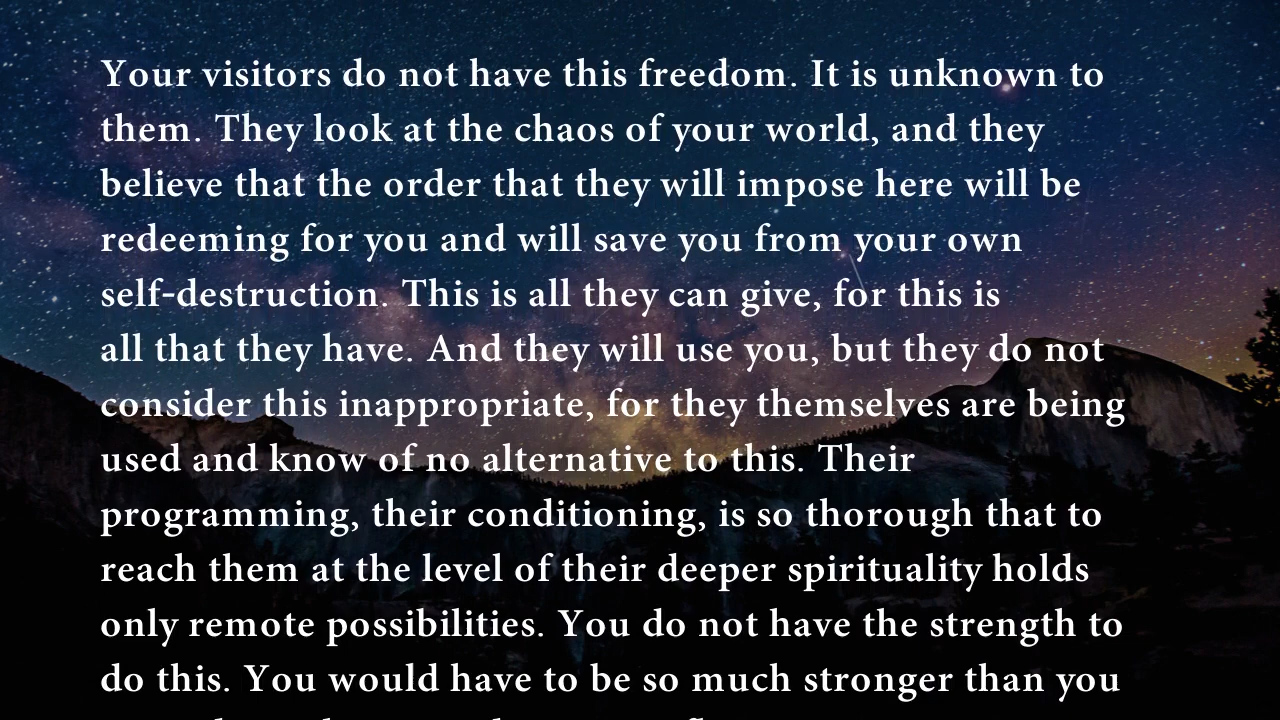 Your visitors do not have this freedom. It is unknown to
them. They look at the chaos of your world, and they
believe that the order that they will impose here will be
redeeming for you and will save you from your own
self-destruction. This is all they can give, for this is
all that they have. And they will use you, but they do not
consider this inappropriate, for they themselves are being
used and know of no alternative to this. Their
programming, their conditioning, is so thorough that to
reach them at the level of their deeper spirituality holds
only remote possibilities. You do not have the strength to
do this. You would have to be so much stronger than you